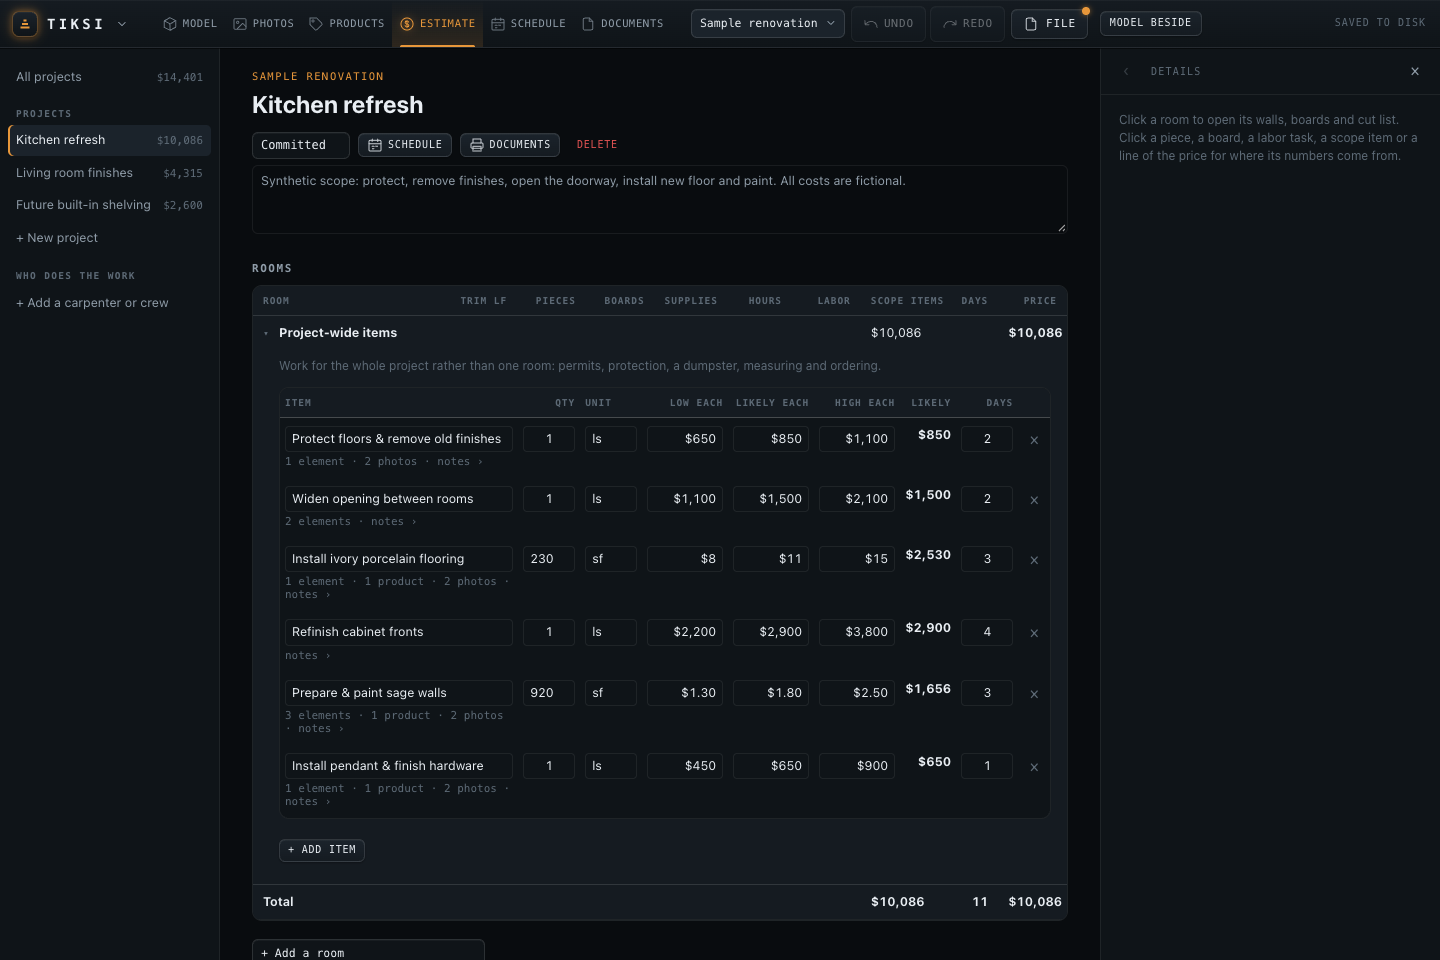 TIKSI
MODEL
PHOTOS
PRODUCTS
ESTIMATE
SCHEDULE
DOCUMENTS
Sample renovation
UNDO
REDO
FILE
MODEL BESIDE
SAVED TO DISK
All projects $14,401
PROJECTS
Kitchen refresh $10,086
Living room finishes $4,315
Future built-in shelving $2,600
+ New project
WHO DOES THE WORK
+ Add a carpenter or crew
SAMPLE RENOVATION
Kitchen refresh
Committed SCHEDULE DOCUMENTS DELETE
Synthetic scope: protect, remove finishes, open the doorway, install new floor and paint. All costs are fictional.
ROOMS
ROOM TRIM LF PIECES BOARDS SUPPLIES HOURS LABOR SCOPE ITEMS DAYS PRICE
Project-wide items $10,086 $10,086
Work for the whole project rather than one room: permits, protection, a dumpster, measuring and ordering.
ITEM QTY UNIT LOW EACH LIKELY EACH HIGH EACH LIKELY DAYS
Protect floors & remove old finishes 1 ls $650 $850 $1,100 $850 2 ×
1 element · 2 photos · notes ›
Widen opening between rooms 1 ls $1,100 $1,500 $2,100 $1,500 2 ×
2 elements · notes ›
Install ivory porcelain flooring 230 sf $8 $11 $15 $2,530 3 ×
1 element · 1 product · 2 photos ·
notes ›
Refinish cabinet fronts 1 ls $2,200 $2,900 $3,800 $2,900 4 ×
notes ›
Prepare & paint sage walls 920 sf $1.30 $1.80 $2.50 $1,656 3 ×
3 elements · 1 product · 2 photos
· notes ›
Install pendant & finish hardware 1 ls $450 $650 $900 $650 1 ×
1 element · 1 product · 2 photos ·
notes ›
+ ADD ITEM
Total $10,086 11 $10,086
+ Add a room
‹ DETAILS ×
Click a room to open its walls, boards and cut list.
Click a piece, a board, a labor task, a scope item or a
line of the price for where its numbers come from.